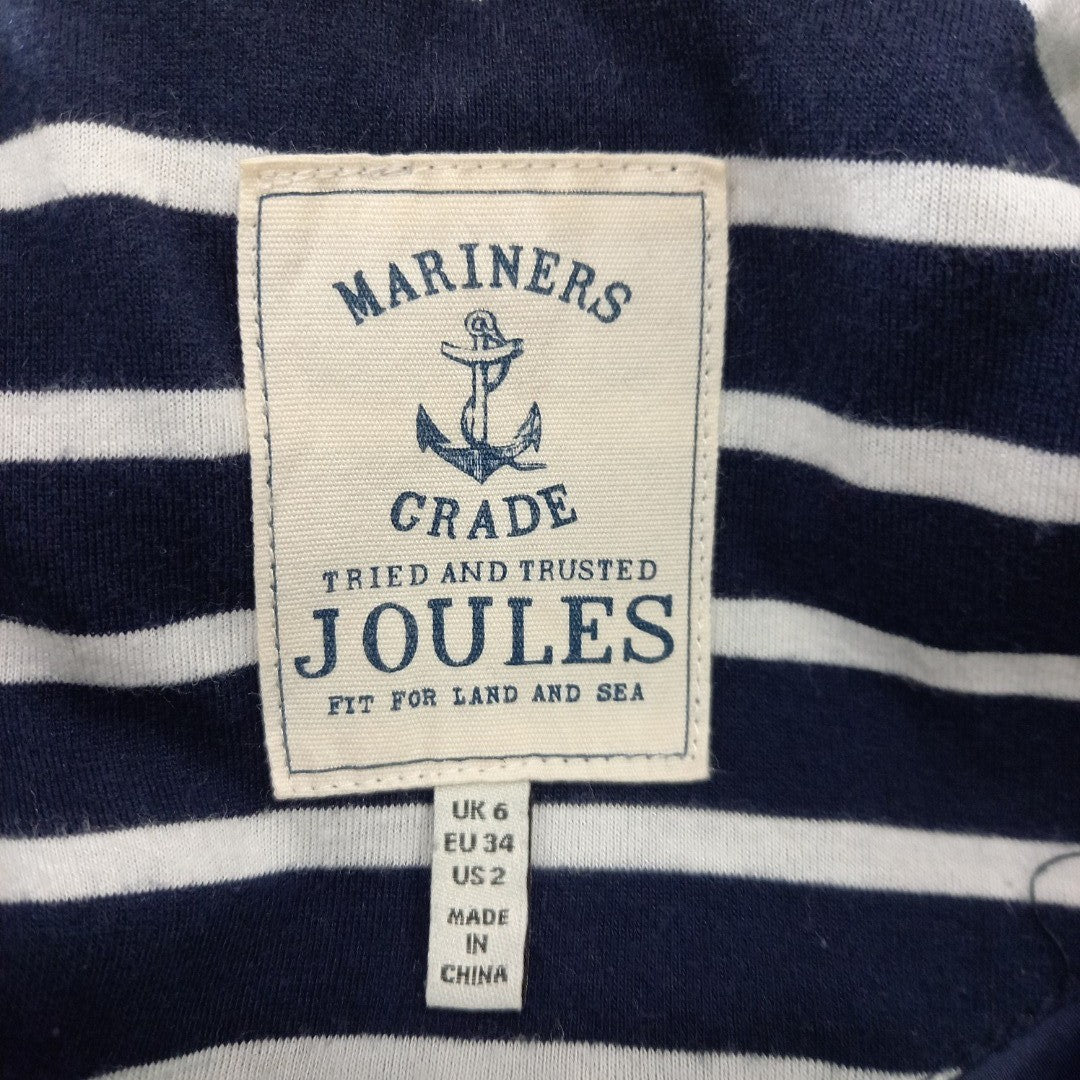 MARINERS
GRADE
TRIED AND TRUSTED
JOULES
FIT FOR LAND AND SEA
UK 6
EU 34
US 2
MADE
IN
CHINA